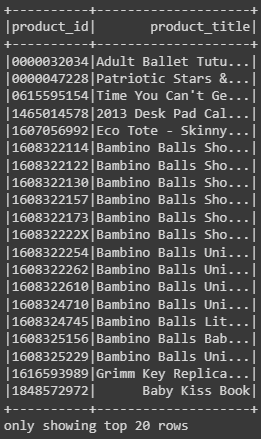 +----------+--------------------+
|product_id|       product_title|
+----------+--------------------+
|0000032034|Adult Ballet Tutu...|
|0000047228|Patriotic Stars &...|
|0615595154|Time You Can't Ge...|
|1465014578|2013 Desk Pad Cal...|
|1607056992|Eco Tote - Skinny...|
|1608322114|Bambino Balls Sho...|
|1608322122|Bambino Balls Sho...|
|1608322130|Bambino Balls Sho...|
|1608322157|Bambino Balls Sho...|
|1608322173|Bambino Balls Sho...|
|160832222X|Bambino Balls Sho...|
|1608322254|Bambino Balls Uni...|
|1608322262|Bambino Balls Uni...|
|1608322610|Bambino Balls Uni...|
|1608324710|Bambino Balls Uni...|
|1608324745|Bambino Balls Lit...|
|1608325156|Bambino Balls Bab...|
|1608325229|Bambino Balls Uni...|
|1616593989|Grimm Key Replica...|
|1848572972|      Baby Kiss Book|
+----------+--------------------+
only showing top 20 rows